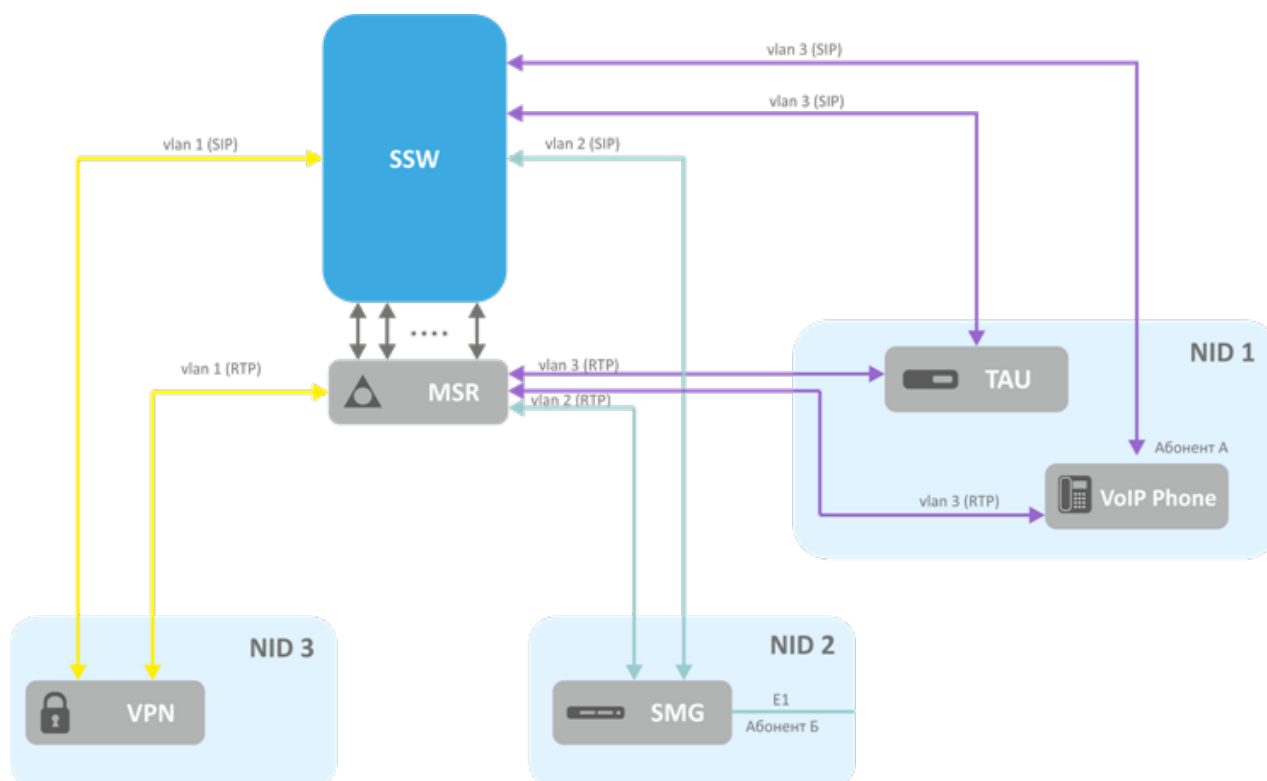 vlan 3 (SIP)
vlan 3 (SIP)
vlan 1 (SIP)
SSW
vlan 2 (SIP)
....
NID 1
vlan 1 (RTP)
vlan 3 (RTP)
TAU
MSR
vlan 2 (RTP)
Абонент А
vlan 3 (RTP)
VoIP Phone
NID 3
NID 2
VPN
SMG
E1
Абонент Б